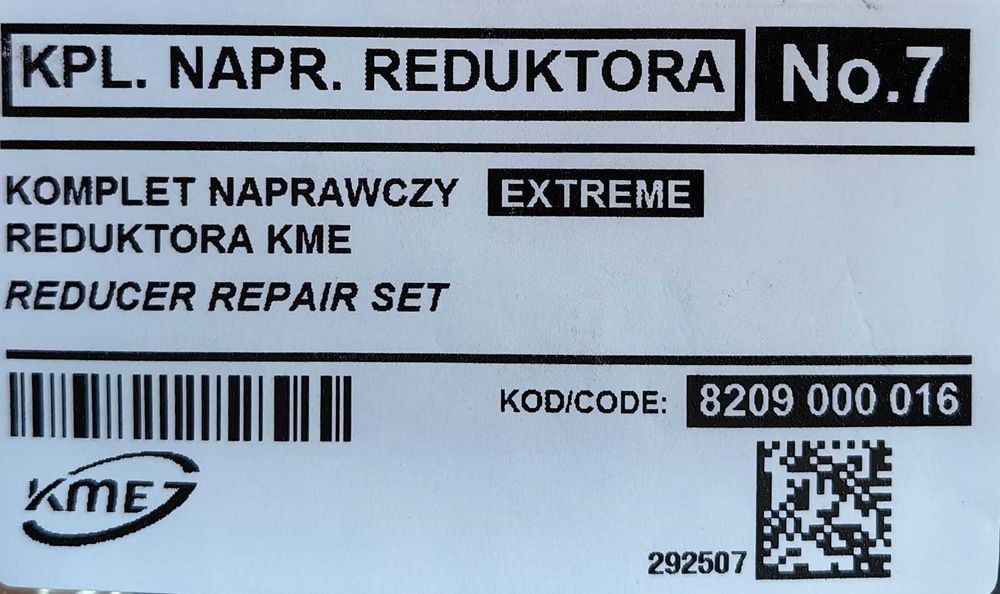 KPL. NAPR. REDUKTORA No.7
KOMPLET NAPRAWCZY EXTREME
REDUKTORA KME
REDUCER REPAIR SET
KOD/CODE: 8209 000 016
KME
292507